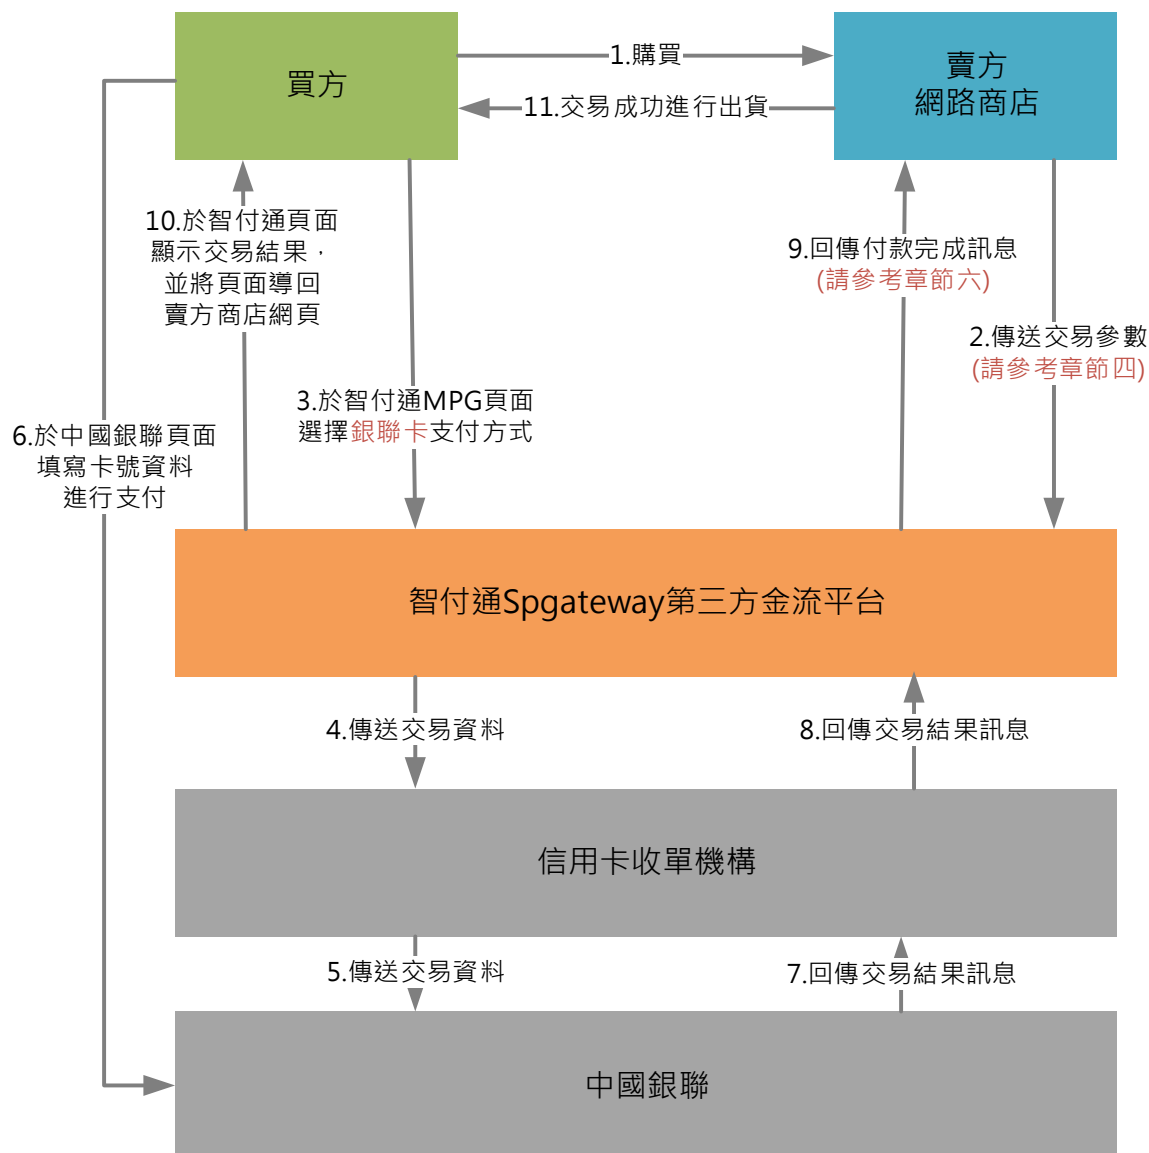 買方
1.購買
賣方
網路商店
11.交易成功進行出貨
10.於智付通頁面
顯示交易結果，
並將頁面導回
賣方商店網頁
9.回傳付款完成訊息
(請參考章節六)
2.傳送交易參數
(請參考章節四)
3.於智付通MPG頁面
選擇銀聯卡支付方式
6.於中國銀聯頁面
填寫卡號資料
進行支付
智付通Spgateway第三方金流平台
4.傳送交易資料
8.回傳交易結果訊息
信用卡收單機構
5.傳送交易資料
7.回傳交易結果訊息
中國銀聯